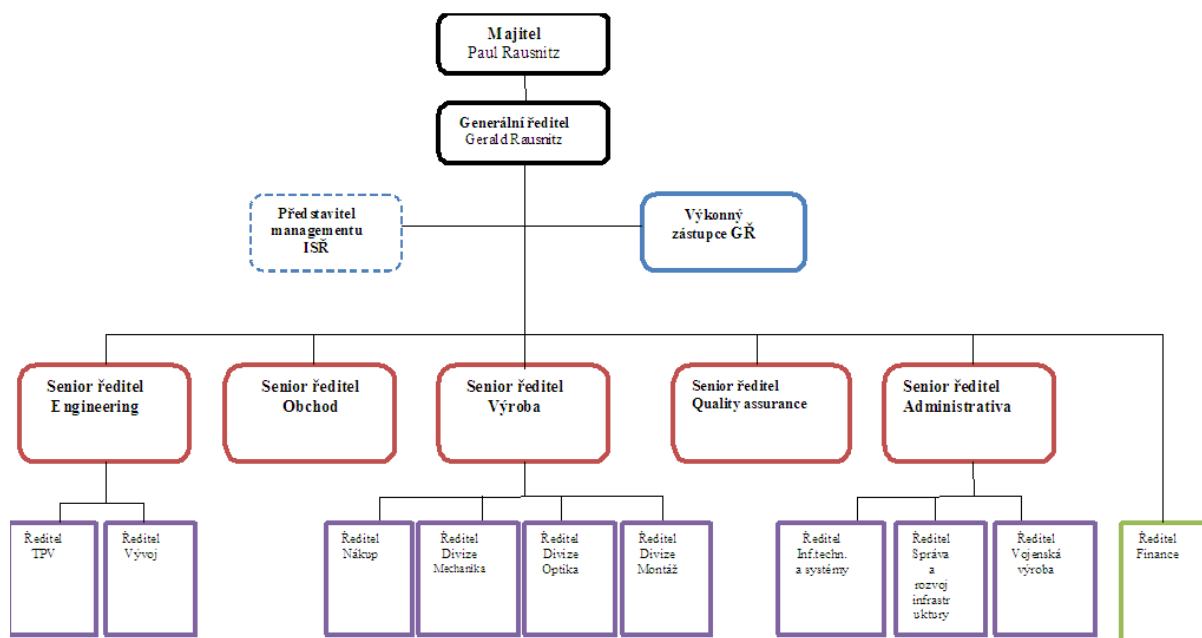 Majitel
Paul Rausnitz
Generální ředitel
Gerald Rausnitz
Představitel
managementu
ISŘ
Výkonný
zástupce GŘ
Senior ředitel
Engineering
Senior ředitel
Obchod
Senior ředitel
Výroba
Senior ředitel
Quality assurance
Senior ředitel
Administrativa
Ředitel
TPV
Ředitel
Vývoj
Ředitel
Nákup
Ředitel
Divize
Mechanika
Ředitel
Divize
Optika
Ředitel
Divize
Montáž
Ředitel
Inf.techn.
a systémy
Ředitel
Správa
a
rozvoj
infrastr
uktury
Ředitel
Vojenská
výroba
Ředitel
Finance